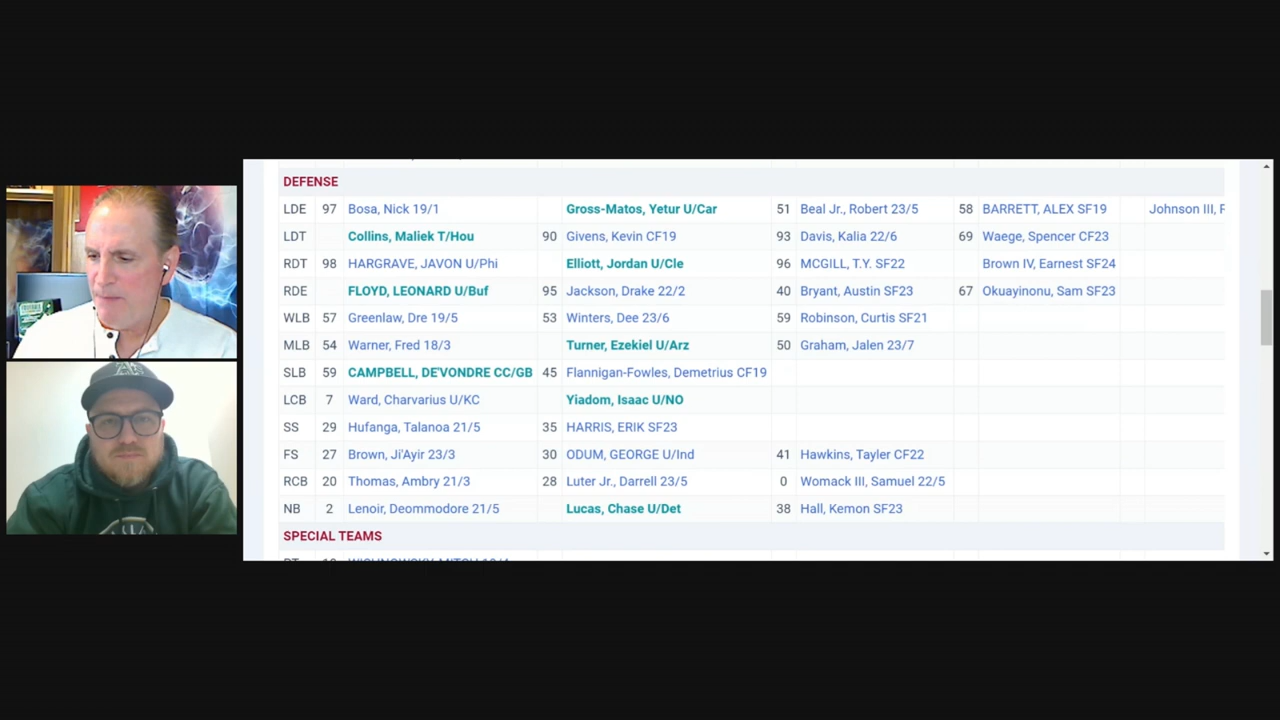 DEFENSE
LDE 97 Bosa, Nick 19/1 Gross-Matos, Yetur U/Car 51 Beal Jr., Robert 23/5 58 BARRETT, ALEX SF19 Johnson III,
LDT Collins, Maliek T/Hou 90 Givens, Kevin CF19 93 Davis, Kalia 22/6 69 Waege, Spencer CF23
RDT 98 HARGRAVE, JAVON U/Phi Elliott, Jordan U/Cle 96 MCGILL, T.Y. SF22 Brown IV, Earnest SF24
RDE FLOYD, LEONARD U/Buf 95 Jackson, Drake 22/2 40 Bryant, Austin SF23 67 Okuayinonu, Sam SF23
WLB 57 Greenlaw, Dre 19/5 53 Winters, Dee 23/6 59 Robinson, Curtis SF21
MLB 54 Warner, Fred 18/3 Turner, Ezekiel U/Arz 50 Graham, Jalen 23/7
SLB 59 CAMPBELL, DE'VONDRE CC/GB 45 Flannigan-Fowles, Demetrius CF19
LCB 7 Ward, Charvarius U/KC Yiadom, Isaac U/NO
SS 29 Hufanga, Talanoa 21/5 35 HARRIS, ERIK SF23
FS 27 Brown, Ji'Ayir 23/3 30 ODUM, GEORGE U/Ind 41 Hawkins, Tayler CF22
RCB 20 Thomas, Ambry 21/3 28 Luter Jr., Darrell 23/5 0 Womack III, Samuel 22/5
NB 2 Lenoir, Deommodore 21/5 Lucas, Chase U/Det 38 Hall, Kemon SF23
SPECIAL TEAMS